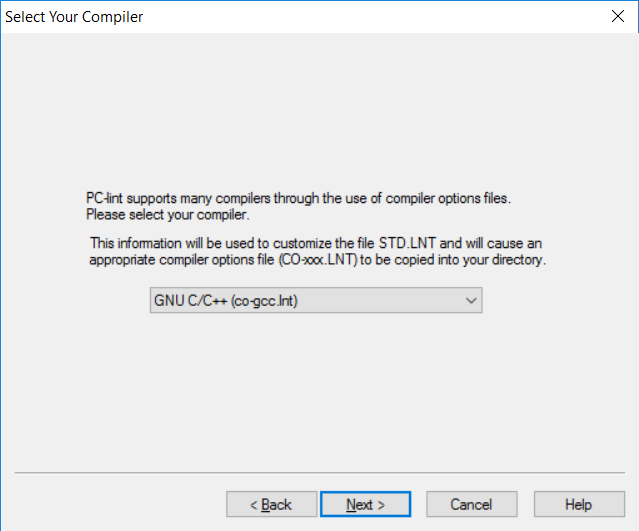 Select Your Compiler
PC-lint supports many compilers through the use of compiler options files.
Please select your compiler.
This information will be used to customize the file STD.LNT and will cause an
appropriate compiler options file (CO-xxx.LNT) to be copied into your directory.
GNU C/C++ (co-gcc.lnt)
< Back
Next >
Cancel
Help